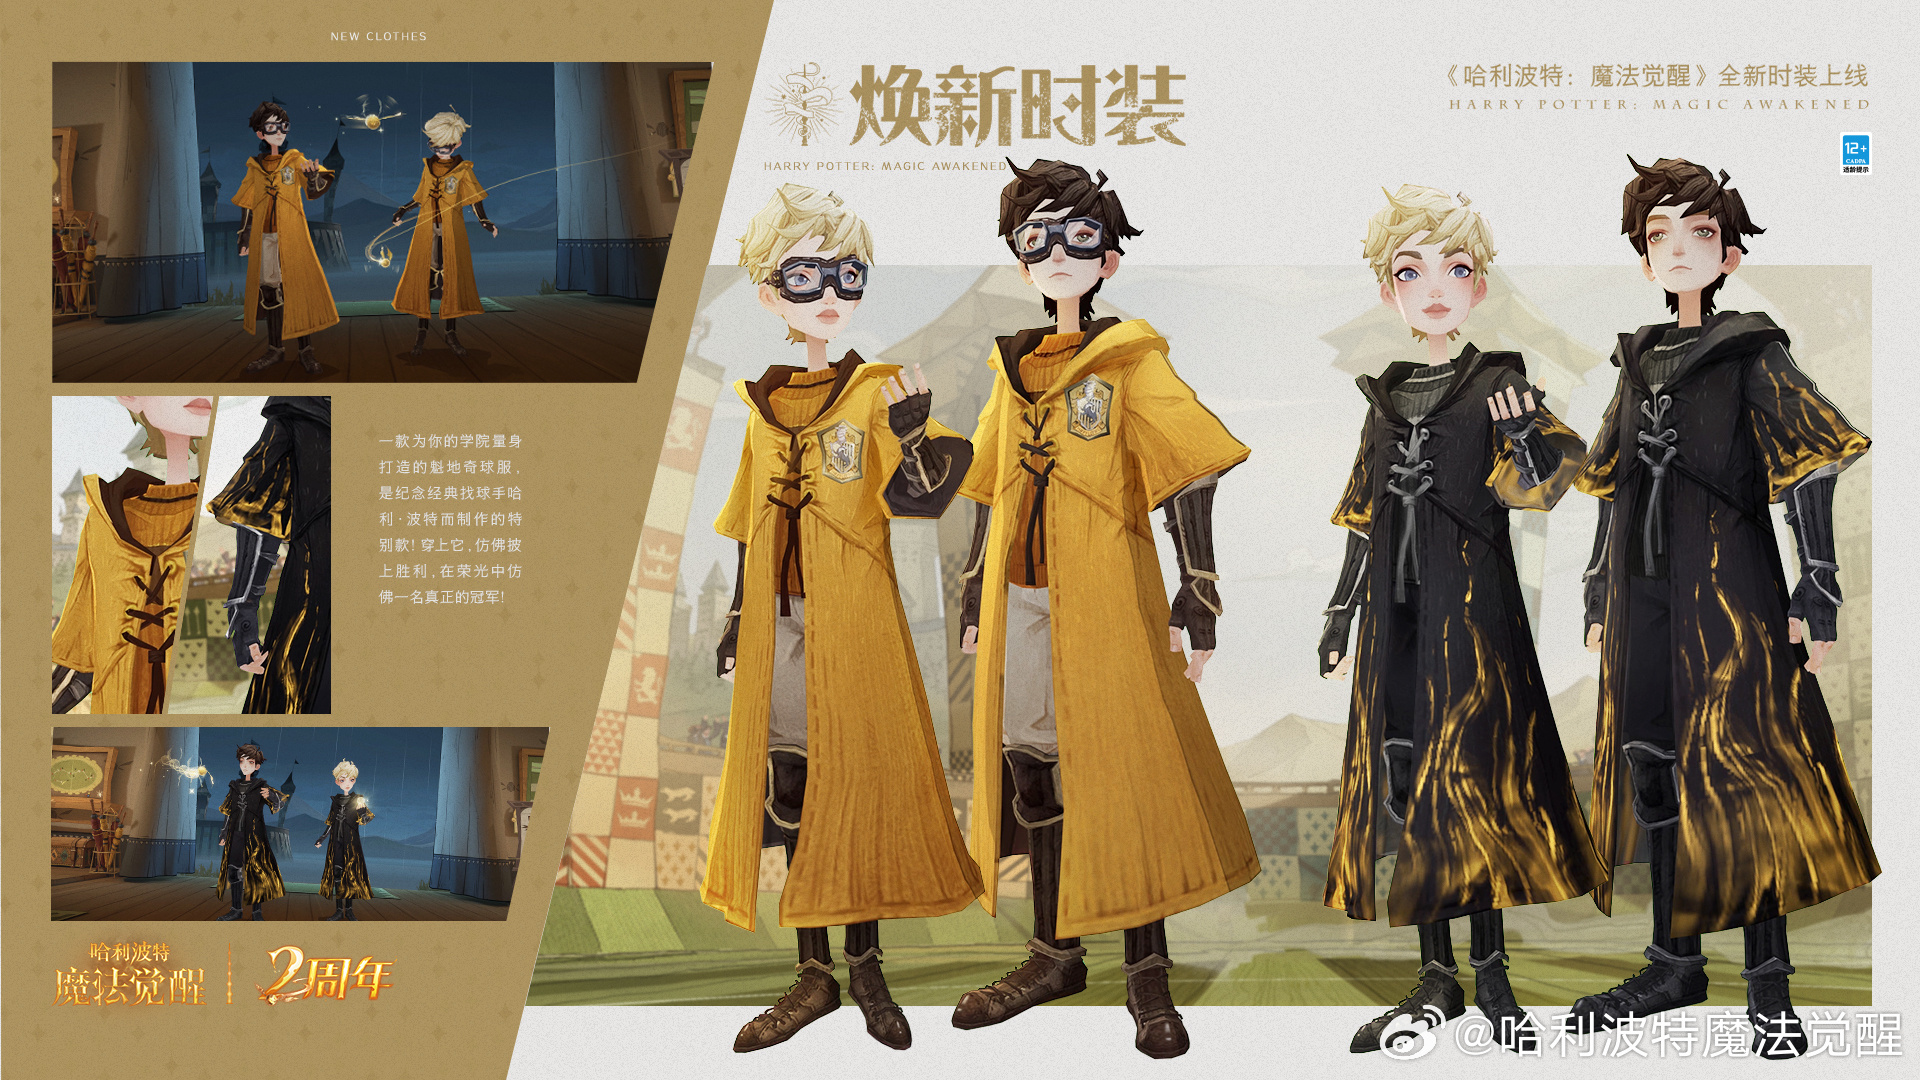 NEW CLOTHES
焕新时装
HARRY POTTER: MAGIC AWAKENED
《哈利波特：魔法觉醒》全新时装上线
HARRY POTTER: MAGIC AWAKENED
12+
CADPA
适龄提示
一款为你的学院量身
打造的魁地奇球服，
是纪念经典找球手哈
利·波特而制作的特
别款！穿上它，仿佛披
上胜利，在荣光中仿
佛一名真正的冠军！
哈利波特
魔法觉醒
2周年
@哈利波特魔法觉醒